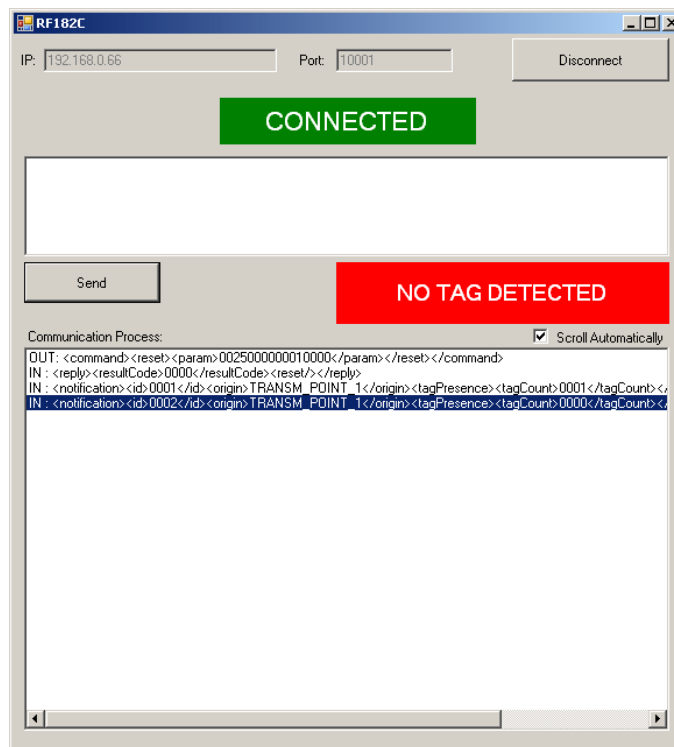 RF182C
IP: 192.168.0.66 Port: 10001 Disconnect
CONNECTED
Send
NO TAG DETECTED
Communication Process: Scroll Automatically
OUT: <command><reset><param>0025000000010000</param></reset></command>
IN : <reply><resultCode>0000</resultCode><reset/></reply>
IN : <notification><id>0001</id><origin>TRANSM_POINT_1</origin><tagPresence><tagCount>0001</tagCount></
IN : <notification><id>0002</id><origin>TRANSM_POINT_1</origin><tagPresence><tagCount>0000</tagCount></